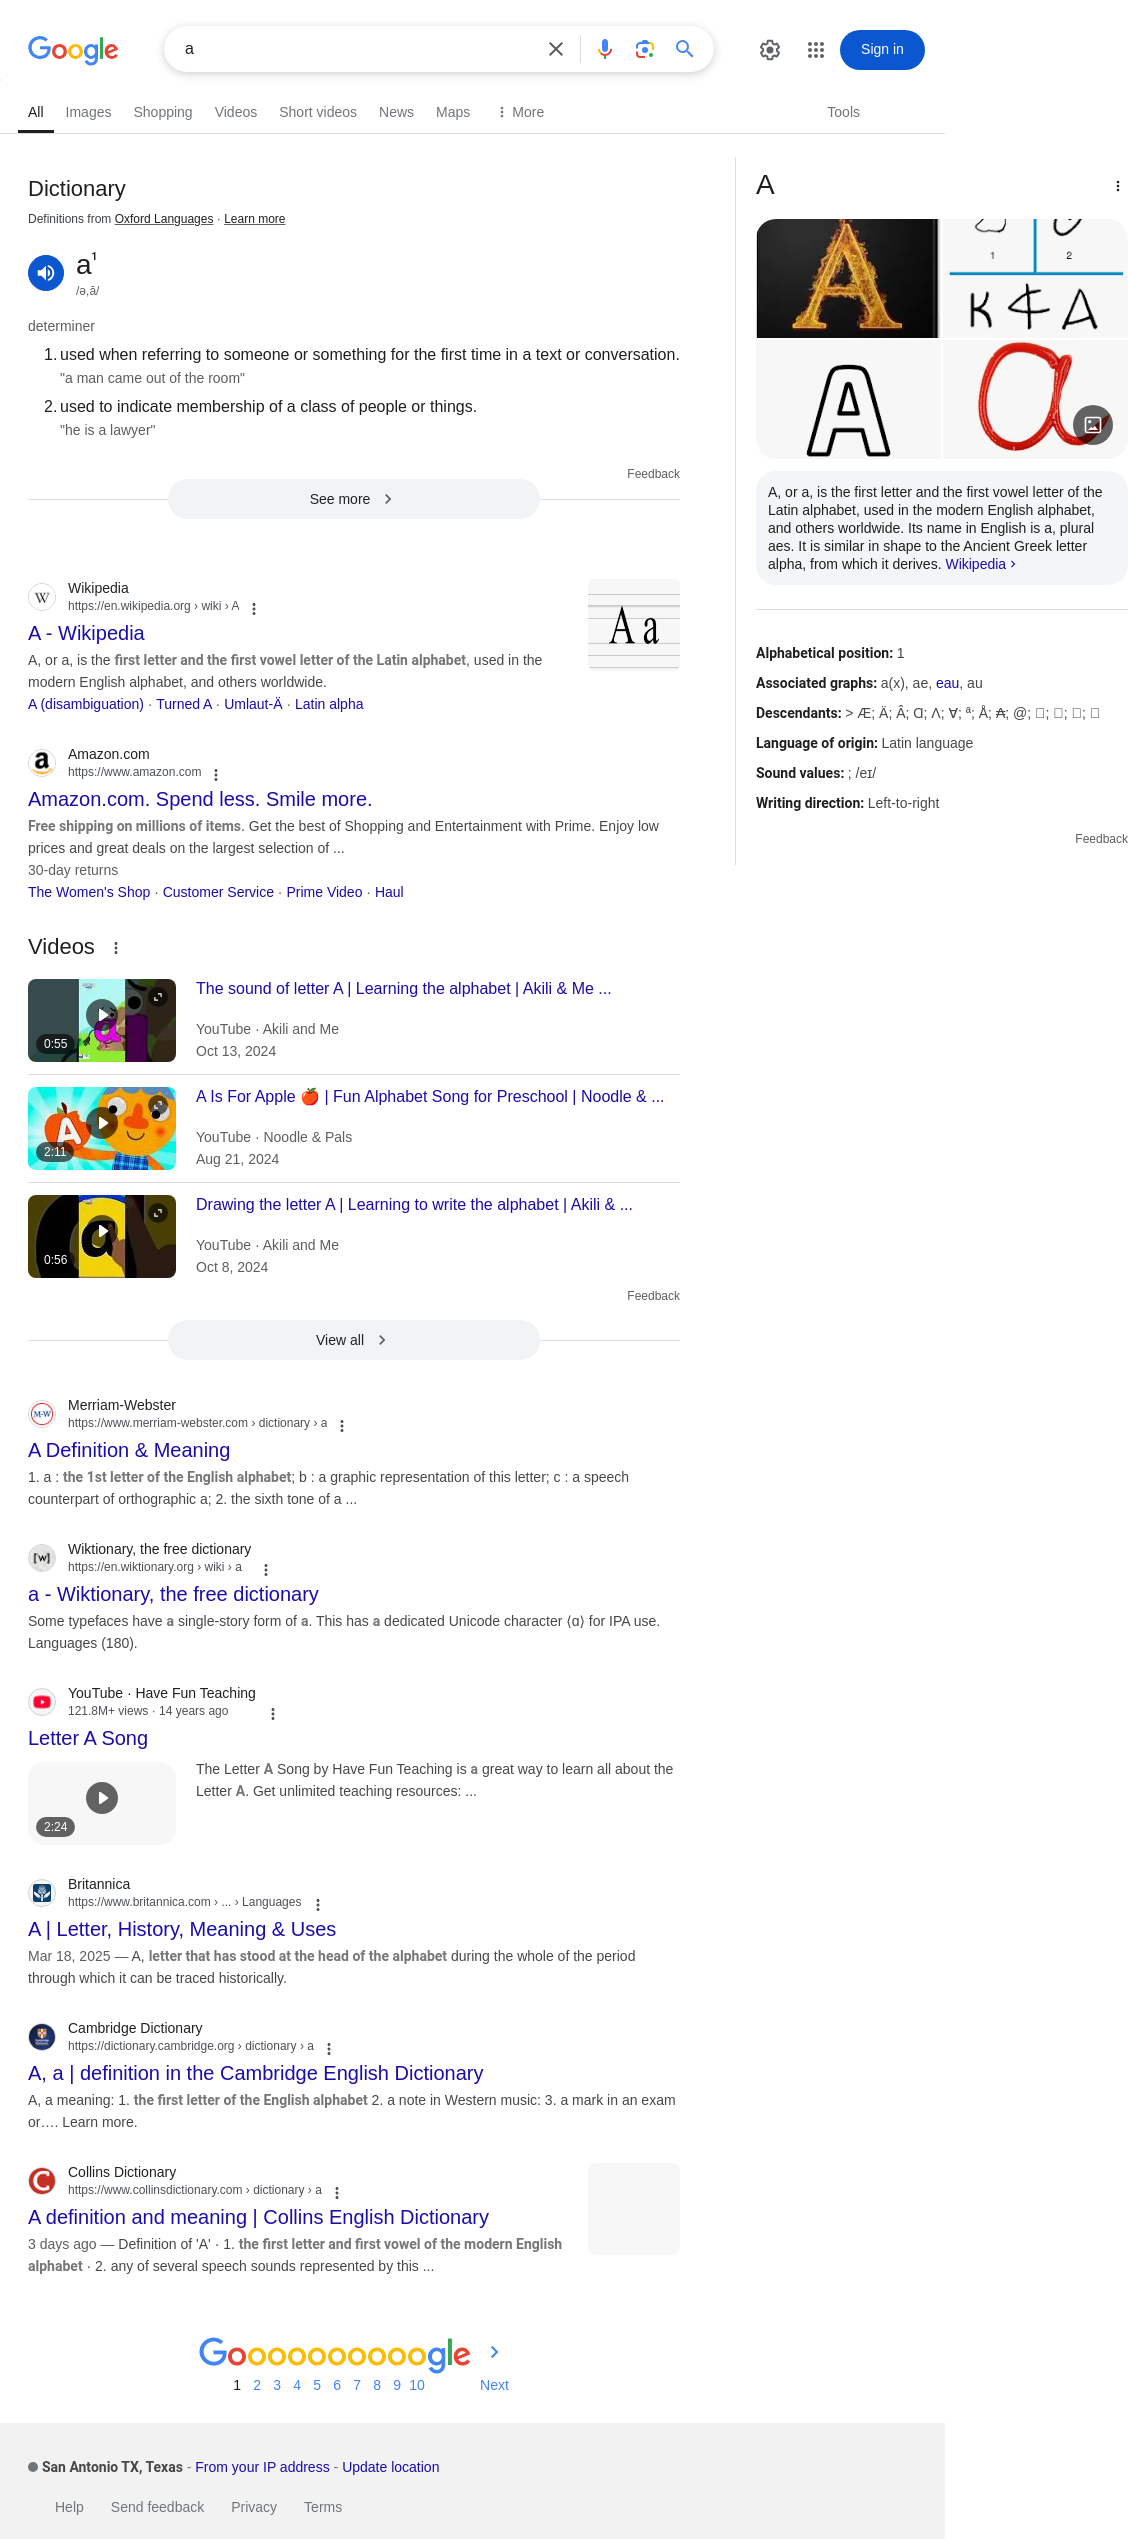 Google
a
Sign in
All
Images
Shopping
Videos
Short videos
News
Maps
More
Tools
Dictionary
Definitions from Oxford Languages · Learn more
a¹
/ə,ā/
determiner
1. used when referring to someone or something for the first time in a text or conversation.
"a man came out of the room"
2. used to indicate membership of a class of people or things.
"he is a lawyer"
Feedback
See more
Wikipedia
https://en.wikipedia.org › wiki › A
A - Wikipedia
A, or a, is the first letter and the first vowel letter of the Latin alphabet, used in the
modern English alphabet, and others worldwide.
A (disambiguation) · Turned A · Umlaut-Ä · Latin alpha
A a
Amazon.com
https://www.amazon.com
Amazon.com. Spend less. Smile more.
Free shipping on millions of items. Get the best of Shopping and Entertainment with Prime. Enjoy low
prices and great deals on the largest selection of ...
30-day returns
The Women's Shop · Customer Service · Prime Video · Haul
Videos
0:55
The sound of letter A | Learning the alphabet | Akili & Me ...
YouTube · Akili and Me
Oct 13, 2024
A
2:11
A Is For Apple 🍎 | Fun Alphabet Song for Preschool | Noodle & ...
YouTube · Noodle & Pals
Aug 21, 2024
a
0:56
Drawing the letter A | Learning to write the alphabet | Akili & ...
YouTube · Akili and Me
Oct 8, 2024
Feedback
View all
M-W
Merriam-Webster
https://www.merriam-webster.com › dictionary › a
A Definition & Meaning
1. a : the 1st letter of the English alphabet; b : a graphic representation of this letter; c : a speech
counterpart of orthographic a; 2. the sixth tone of a ...
[w]
Wiktionary, the free dictionary
https://en.wiktionary.org › wiki › a
a - Wiktionary, the free dictionary
Some typefaces have a single-story form of a. This has a dedicated Unicode character ⟨ɑ⟩ for IPA use.
Languages (180).
YouTube · Have Fun Teaching
121.8M+ views · 14 years ago
Letter A Song
2:24
The Letter A Song by Have Fun Teaching is a great way to learn all about the
Letter A. Get unlimited teaching resources: ...
Britannica
https://www.britannica.com › ... › Languages
A | Letter, History, Meaning & Uses
Mar 18, 2025 — A, letter that has stood at the head of the alphabet during the whole of the period
through which it can be traced historically.
Cambridge Dictionary
https://dictionary.cambridge.org › dictionary › a
A, a | definition in the Cambridge English Dictionary
A, a meaning: 1. the first letter of the English alphabet 2. a note in Western music: 3. a mark in an exam
or…. Learn more.
Collins Dictionary
https://www.collinsdictionary.com › dictionary › a
A definition and meaning | Collins English Dictionary
3 days ago — Definition of 'A' · 1. the first letter and first vowel of the modern English
alphabet · 2. any of several speech sounds represented by this ...
Goooooooooogle
1 2 3 4 5 6 7 8 9 10 Next
San Antonio TX, Texas - From your IP address - Update location
Help
Send feedback
Privacy
Terms
A
A
1 2
A
a
A, or a, is the first letter and the first vowel letter of the
Latin alphabet, used in the modern English alphabet,
and others worldwide. Its name in English is a, plural
aes. It is similar in shape to the Ancient Greek letter
alpha, from which it derives. Wikipedia
Alphabetical position: 1
Associated graphs: a(x), ae, eau, au
Descendants: > Æ; Ä; Â; Ɑ; Ʌ; Ɐ; ª; Å; ₳; @; □; □; □; □
Language of origin: Latin language
Sound values: ; /eɪ/
Writing direction: Left-to-right
Feedback